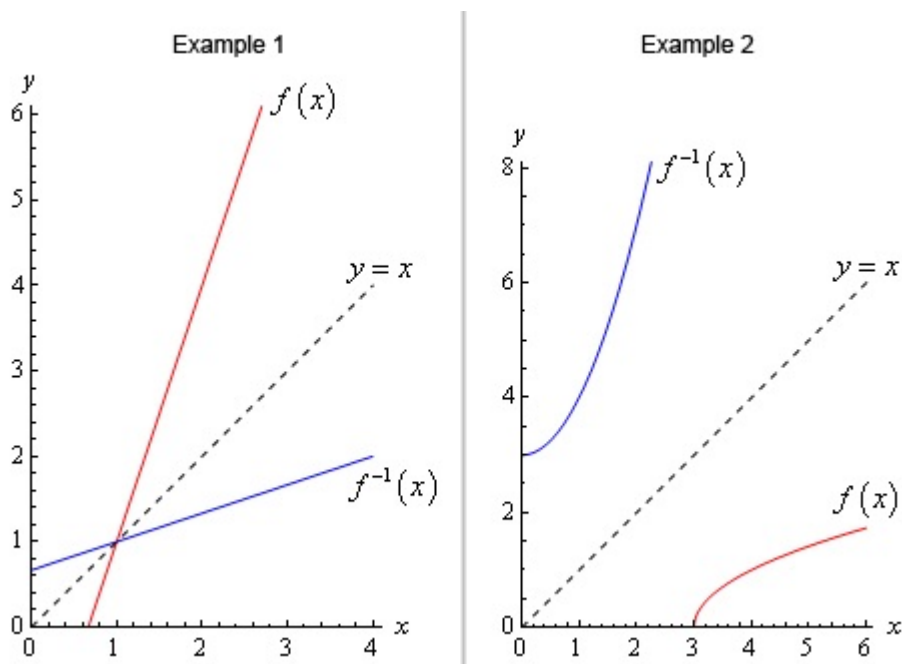 Example 1
y
f(x)
6
5
y = x
4
3
2
f⁻¹(x)
1
0
0 1 2 3 4 x
Example 2
y
8
f⁻¹(x)
y = x
6
4
f(x)
2
0
0 1 2 3 4 5 6 x